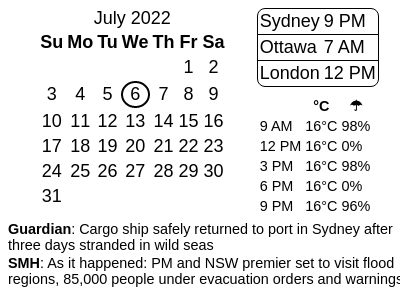 July 2022
Su Mo Tu We Th Fr Sa
1 2
3 4 5 6 7 8 9
10 11 12 13 14 15 16
17 18 19 20 21 22 23
24 25 26 27 28 29 30
31
Sydney 9 PM
Ottawa 7 AM
London 12 PM
°C ☂
9 AM 16°C 98%
12 PM 16°C 0%
3 PM 16°C 98%
6 PM 16°C 0%
9 PM 16°C 96%
Guardian: Cargo ship safely returned to port in Sydney after
three days stranded in wild seas
SMH: As it happened: PM and NSW premier set to visit flood
regions, 85,000 people under evacuation orders and warnings